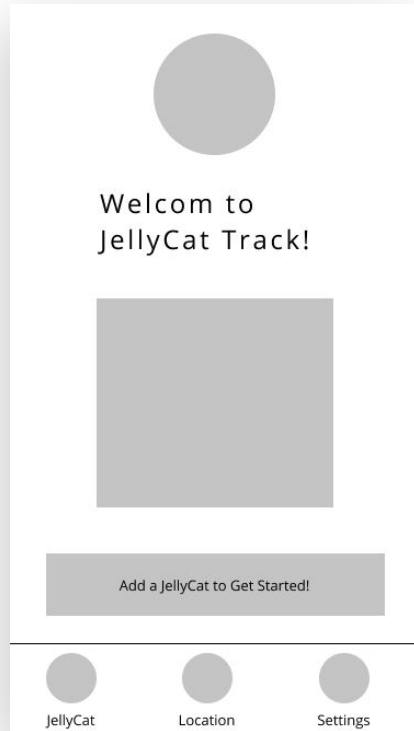 Welcom to
JellyCat Track!
Add a JellyCat to Get Started!
JellyCat
Location
Settings